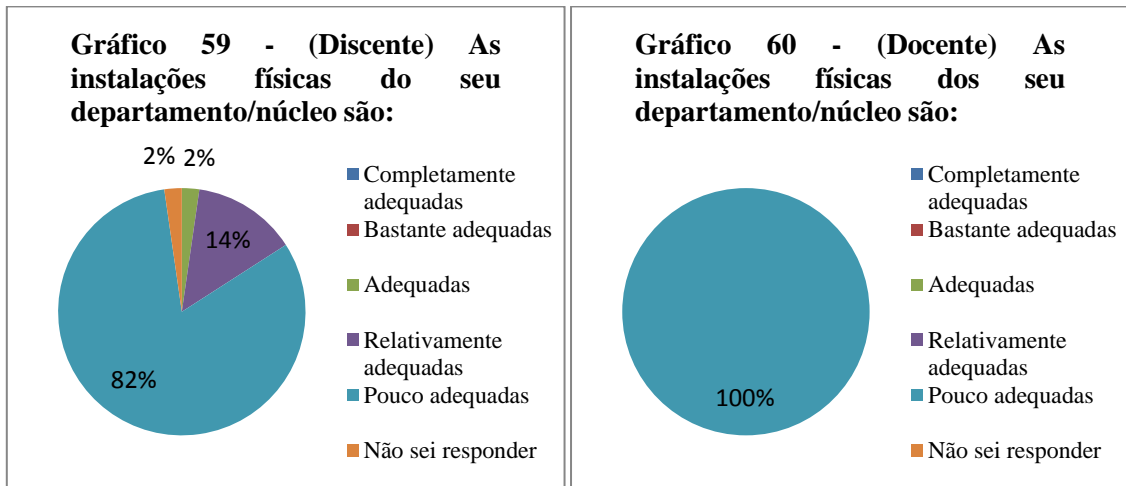 Gráfico 59 - (Discente) As
instalações físicas do seu
departamento/núcleo são:
2%
2%
14%
82%
Completamente
adequadas
Bastante adequadas
Adequadas
Relativamente
adequadas
Pouco adequadas
Não sei responder
Gráfico 60 - (Docente) As
instalações físicas dos seu
departamento/núcleo são:
100%
Completamente
adequadas
Bastante adequadas
Adequadas
Relativamente
adequadas
Pouco adequadas
Não sei responder